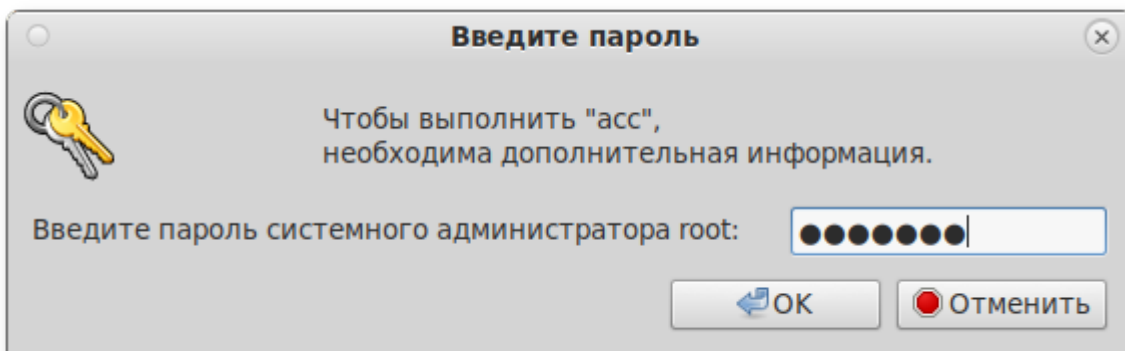 Введите пароль
Чтобы выполнить "acc",
необходима дополнительная информация.
Введите пароль системного администратора root: ●●●●●●●
OK
Отменить